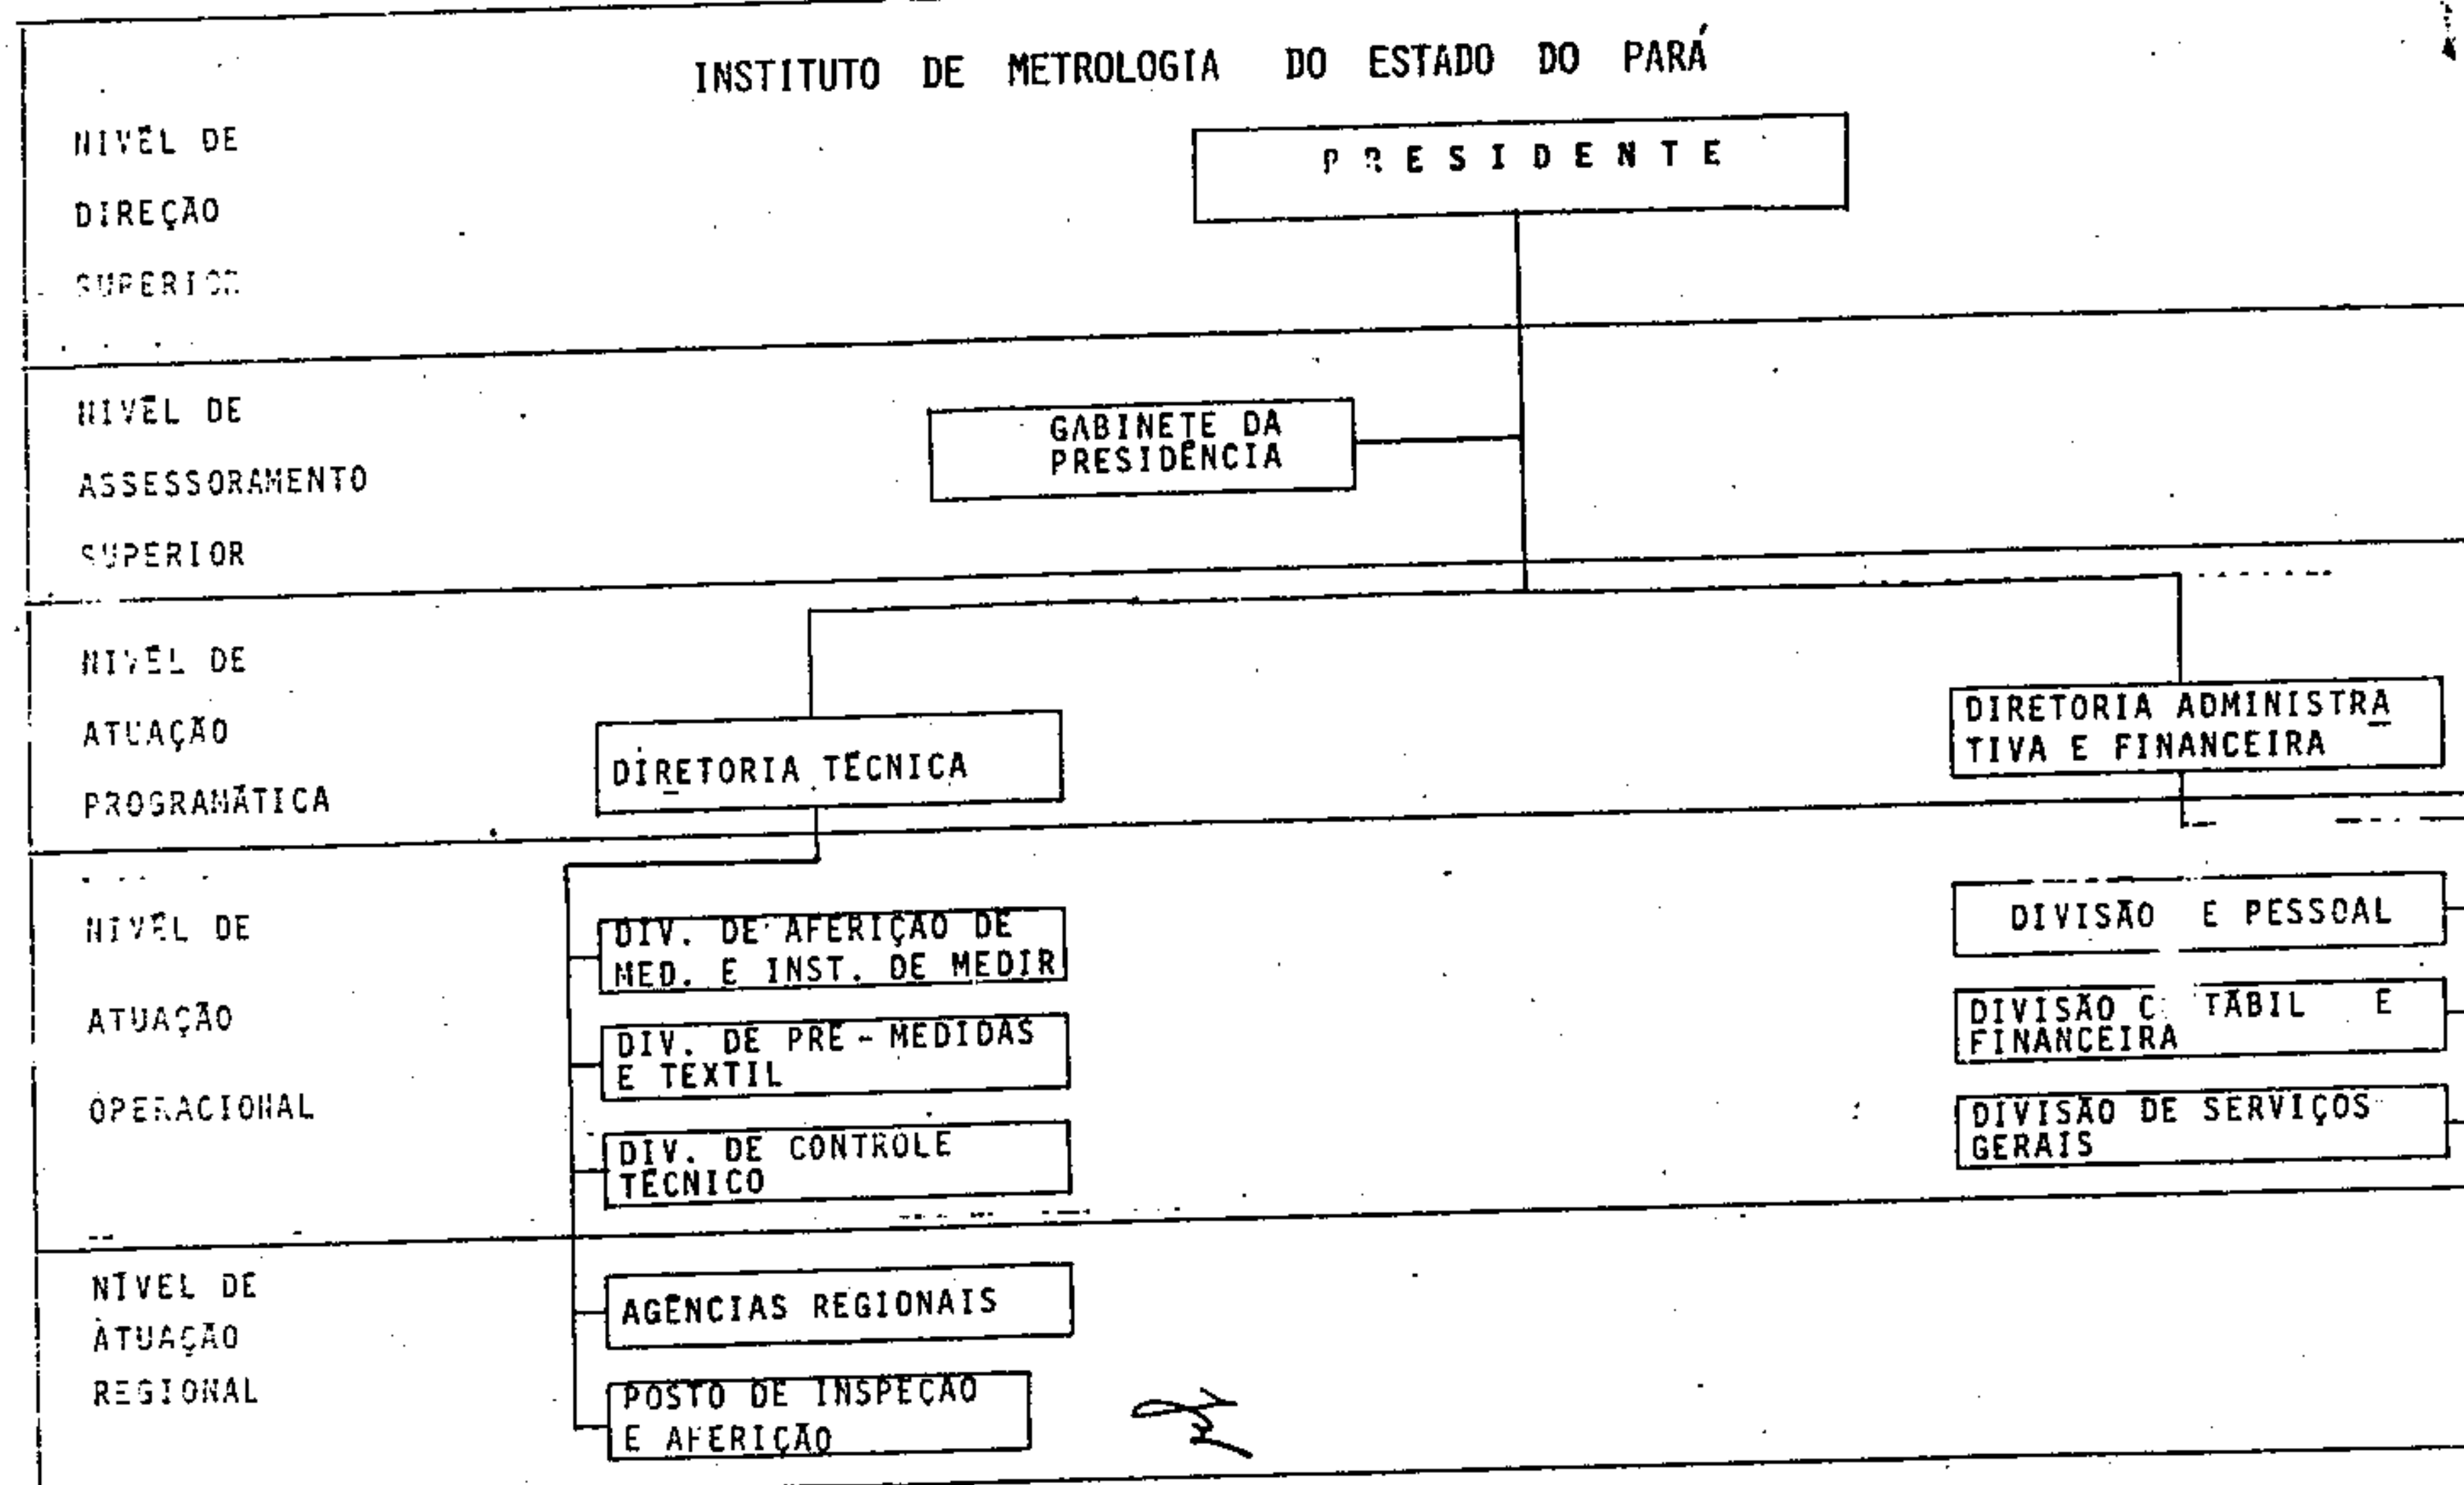 INSTITUTO DE METROLOGIA DO ESTADO DO PARÁ
NIVEL DE
DIREÇÃO
SUPERIOR
PRESIDENTE
NIVEL DE
ASSESSORAMENTO
SUPERIOR
GABINETE DA
PRESIDÊNCIA
NIVEL DE
ATUAÇÃO
PROGRAMÁTICA
DIRETORIA TÉCNICA
DIRETORIA ADMINISTRA
TIVA E FINANCEIRA
NIVEL DE
ATUAÇÃO
OPERACIONAL
DIV. DE AFERIÇÃO DE
MED. E INST. DE MEDIR
DIV. DE PRÉ-MEDIDAS
E TEXTIL
DIV. DE CONTROLE
TÉCNICO
DIVISÃO E PESSOAL
DIVISÃO C TÁBIL E
FINANCEIRA
DIVISÃO DE SERVIÇOS
GERAIS
NÍVEL DE
ATUAÇÃO
REGIONAL
AGÊNCIAS REGIONAIS
POSTO DE INSPEÇÃO
E AFERIÇÃO